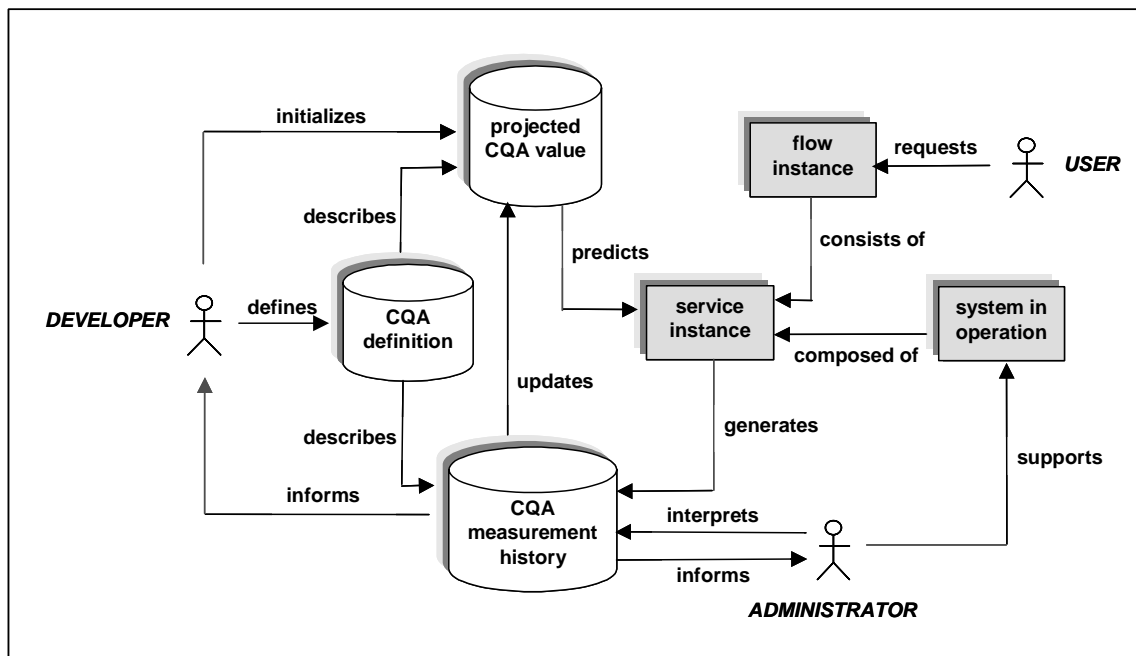 initializes
projected
CQA value
flow
instance
requests
USER
describes
predicts
consists of
DEVELOPER
defines
CQA
definition
service
instance
system in
operation
composed of
updates
describes
generates
supports
informs
CQA
measurement
history
interprets
informs
ADMINISTRATOR